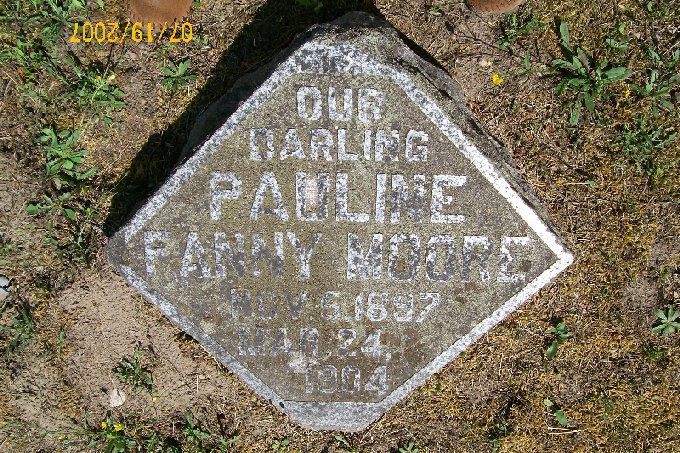 07/19/2007
OUR
DARLING
PAULINE
FANNY MOORE
NOV. 6, 1897
MAR. 24,
1904